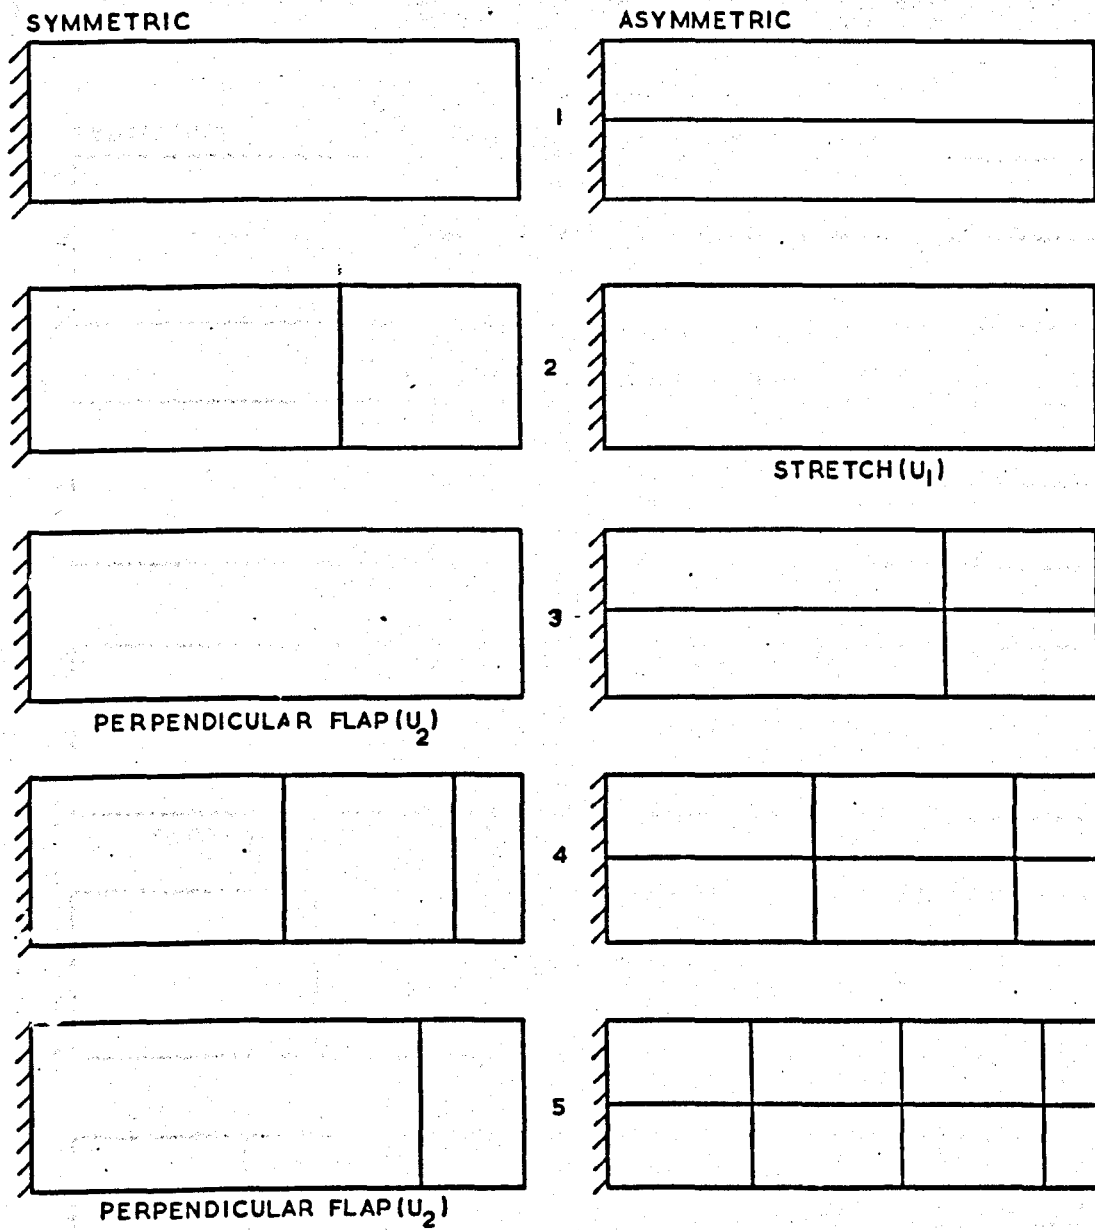 SYMMETRIC
ASYMMETRIC
1
2
STRETCH (U1)
3
PERPENDICULAR FLAP (U2)
4
5
PERPENDICULAR FLAP (U2)